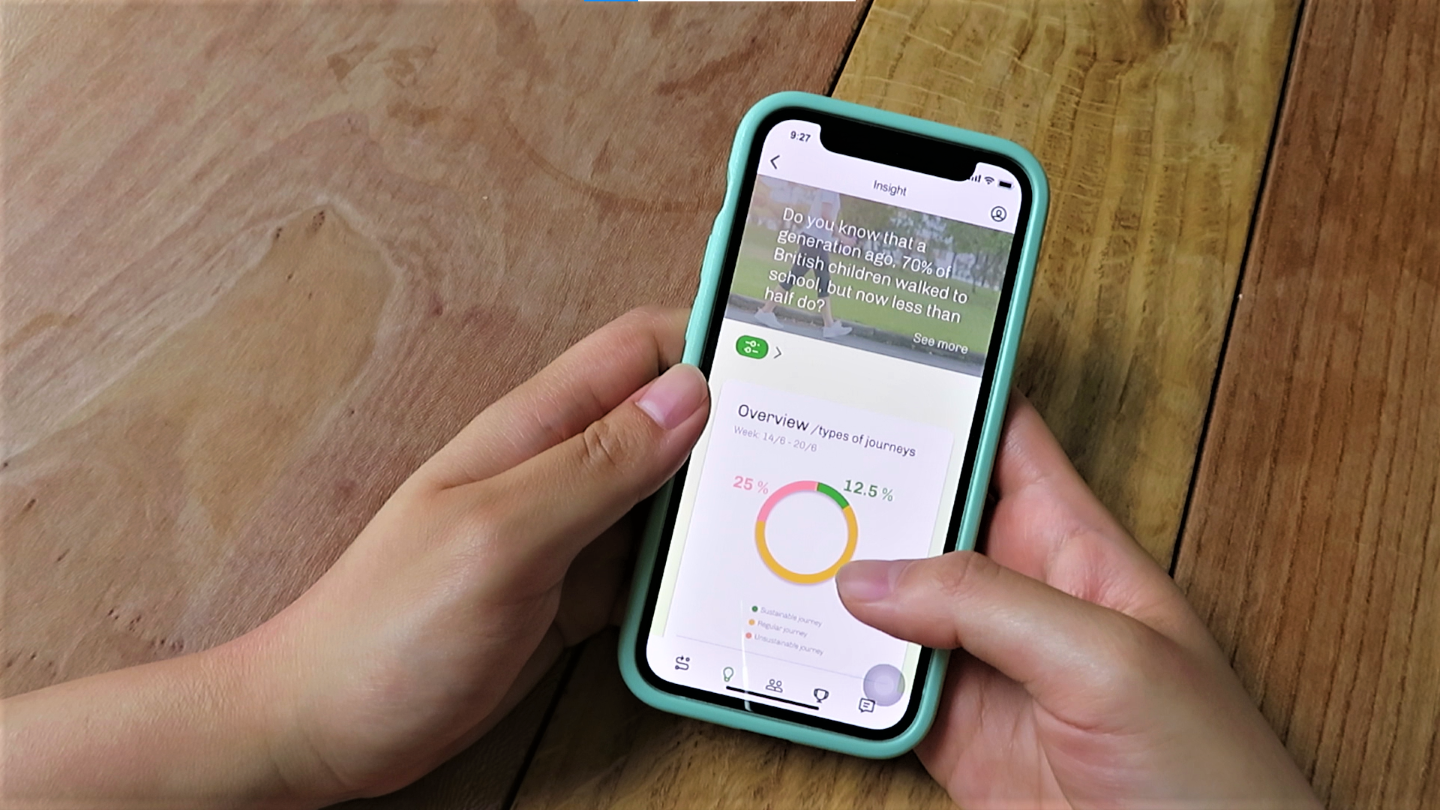 9:27
Insight
Do you know that a
generation ago, 70% of
British children walked to
school, but now less than
half do?
See more
Overview /types of journeys
Week: 14/6 - 20/6
25 %
12.5 %
Sustainable journey
Regular journey
Unsustainable journey